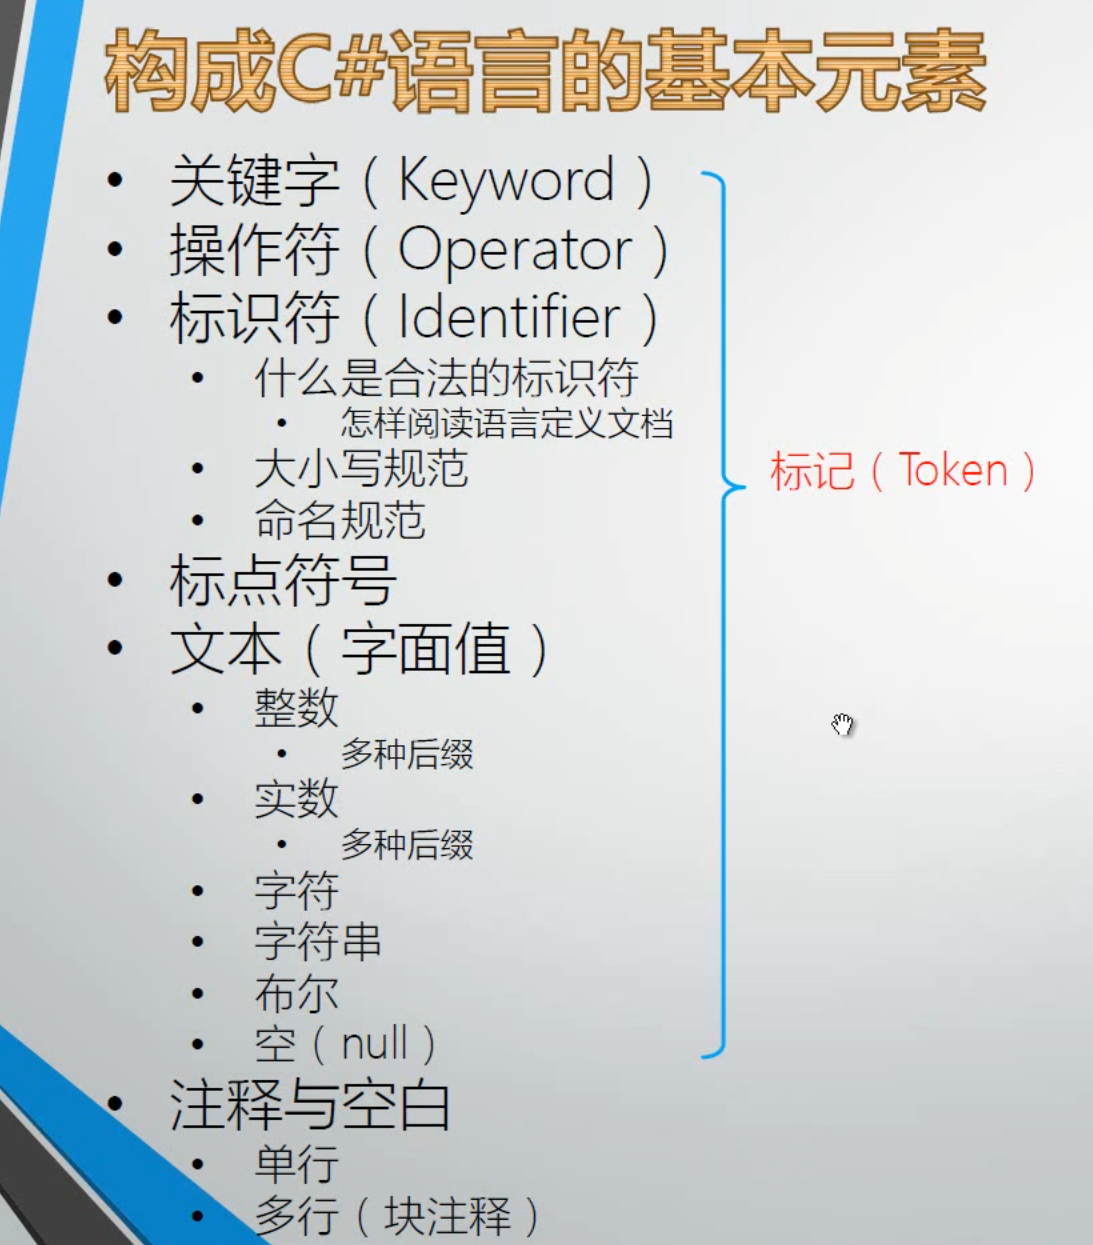 构成C#语言的基本元素
• 关键字（Keyword）
• 操作符（Operator）
• 标识符（Identifier）
• 什么是合法的标识符
• 怎样阅读语言定义文档
• 大小写规范
• 命名规范
• 标点符号
• 文本（字面值）
• 整数
• 多种后缀
• 实数
• 多种后缀
• 字符
• 字符串
• 布尔
• 空（null）
标记（Token）
• 注释与空白
• 单行
• 多行（块注释）